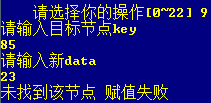 请选择你的操作[0~22] 9
请输入目标节点key
85
请输入新data
23
未找到该节点 赋值失败